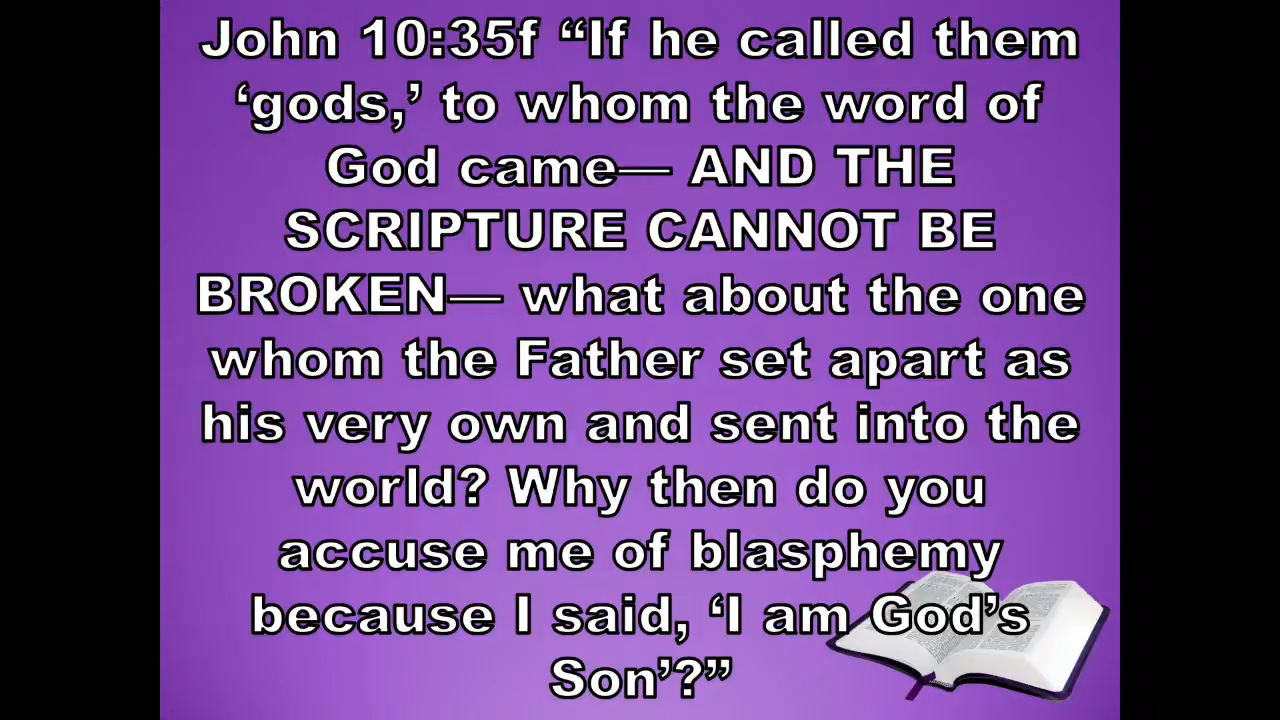 John 10:35f “If he called them
‘gods,’ to whom the word of
God came— AND THE
SCRIPTURE CANNOT BE
BROKEN— what about the one
whom the Father set apart as
his very own and sent into the
world? Why then do you
accuse me of blasphemy
because I said, ‘I am God’s
Son’?”